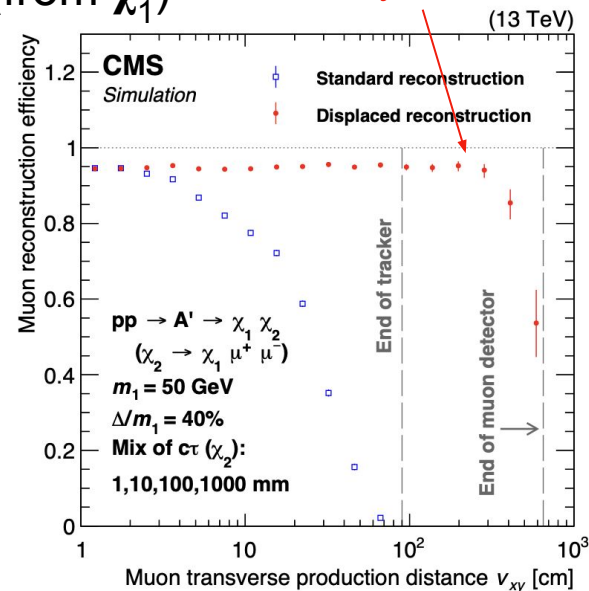 from χ̃₁)
(13 TeV)
CMS
Simulation
Standard reconstruction
Displaced reconstruction
Muon reconstruction efficiency
1.2
1
0.8
0.6
0.4
0.2
0
End of tracker
End of muon detector
pp → A' → χ₁ χ₂
(χ₂ → χ₁ μ⁺ μ⁻)
m₁ = 50 GeV
Δ/m₁ = 40%
Mix of cτ (χ₂):
1,10,100,1000 mm
1 10 10² 10³
Muon transverse production distance vₓᵧ [cm]